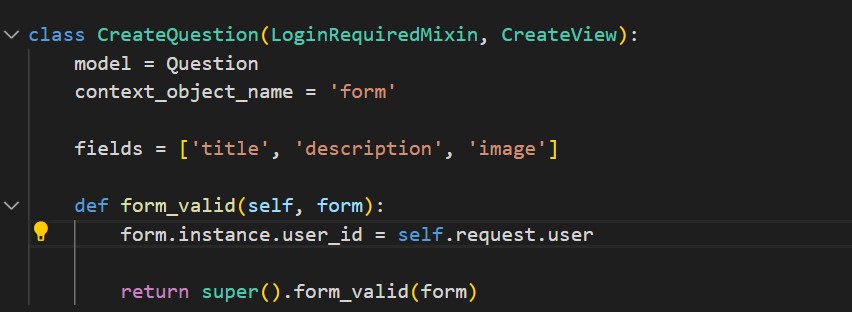 class CreateQuestion(LoginRequiredMixin, CreateView):
    model = Question
    context_object_name = 'form'

    fields = ['title', 'description', 'image']

    def form_valid(self, form):
        form.instance.user_id = self.request.user

        return super().form_valid(form)